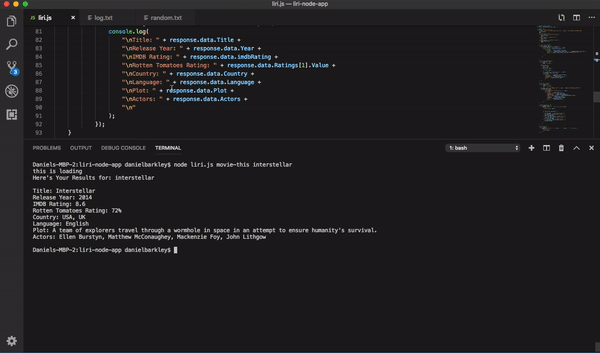 liri.js — liri-node-app
liri.js × log.txt random.txt
81 console.log(
82 "\nTitle: " + response.data.Title +
83 "\nRelease Year: " + response.data.Year +
84 "\nIMDB Rating: " + response.data.imdbRating +
85 "\nRotten Tomatoes Rating: " + response.data.Ratings[1].Value +
86 "\nCountry: " + response.data.Country +
87 "\nLanguage: " + response.data.Language +
88 "\nPlot: " + response.data.Plot +
89 "\nActors: " + response.data.Actors +
90 "\n"
91 );
92 });
93 }
PROBLEMS OUTPUT DEBUG CONSOLE TERMINAL 1: bash
Daniels-MBP-2:liri-node-app danielbarkley$ node liri.js movie-this interstellar
this is loading
Here's Your Results for: interstellar
Title: Interstellar
Release Year: 2014
IMDB Rating: 8.6
Rotten Tomatoes Rating: 72%
Country: USA, UK
Language: English
Plot: A team of explorers travel through a wormhole in space in an attempt to ensure humanity's survival.
Actors: Ellen Burstyn, Matthew McConaughey, Mackenzie Foy, John Lithgow
Daniels-MBP-2:liri-node-app danielbarkley$